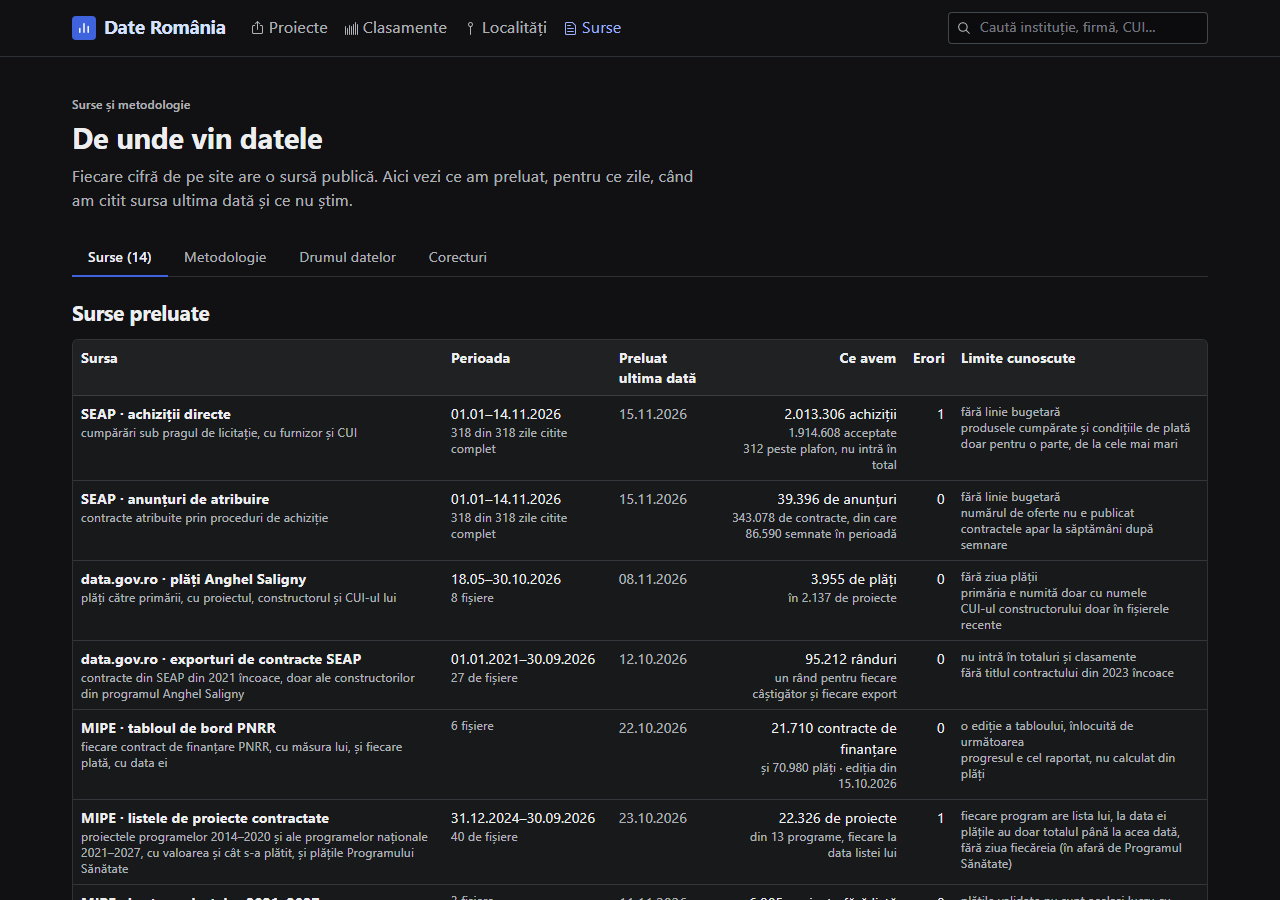 Date România
Proiecte
Clasamente
Localități
Surse
Caută instituție, firmă, CUI...
Surse și metodologie
De unde vin datele
Fiecare cifră de pe site are o sursă publică. Aici vezi ce am preluat, pentru ce zile, când
am citit sursa ultima dată și ce nu știm.
Surse (14)
Metodologie
Drumul datelor
Corecturi
Surse preluate
Sursa
Perioada
Preluat
ultima dată
Ce avem
Erori
Limite cunoscute
SEAP · achiziții directe
cumpărări sub pragul de licitație, cu furnizor și CUI
01.01–14.11.2026
318 din 318 zile citite
complet
15.11.2026
2.013.306 achiziții
1.914.608 acceptate
312 peste plafon, nu intră în
total
1
fără linie bugetară
produsele cumpărate și condițiile de plată
doar pentru o parte, de la cele mai mari
SEAP · anunțuri de atribuire
contracte atribuite prin proceduri de achiziție
01.01–14.11.2026
318 din 318 zile citite
complet
15.11.2026
39.396 de anunțuri
343.078 de contracte, din care
86.590 semnate în perioadă
0
fără linie bugetară
numărul de oferte nu e publicat
contractele apar la săptămâni după
semnare
data.gov.ro · plăți Anghel Saligny
plăți către primării, cu proiectul, constructorul și CUI-ul lui
18.05–30.10.2026
8 fișiere
08.11.2026
3.955 de plăți
în 2.137 de proiecte
0
fără ziua plății
primăria e numită doar cu numele
CUI-ul constructorului doar în fișierele
recente
data.gov.ro · exporturi de contracte SEAP
contracte din SEAP din 2021 încoace, doar ale constructorilor
din programul Anghel Saligny
01.01.2021–30.09.2026
27 de fișiere
12.10.2026
95.212 rânduri
un rând pentru fiecare
câștigător și fiecare export
0
nu intră în totaluri și clasamente
fără titlul contractului din 2023 încoace
MIPE · tabloul de bord PNRR
fiecare contract de finanțare PNRR, cu măsura lui, și fiecare
plată, cu data ei
6 fișiere
22.10.2026
21.710 contracte de
finanțare
și 70.980 plăți · ediția din
15.10.2026
0
o ediție a tabloului, înlocuită de
următoarea
progresul e cel raportat, nu calculat din
plăți
MIPE · listele de proiecte contractate
proiectele programelor 2014–2020 și ale programelor naționale
2021–2027, cu valoarea și cât s-a plătit, și plățile Programului
Sănătate
31.12.2024–30.09.2026
40 de fișiere
23.10.2026
22.326 de proiecte
din 13 programe, fiecare la
data listei lui
1
fiecare program are lista lui, la data ei
plățile au doar totalul până la acea dată,
fără ziua fiecăreia (în afară de Programul
Sănătate)